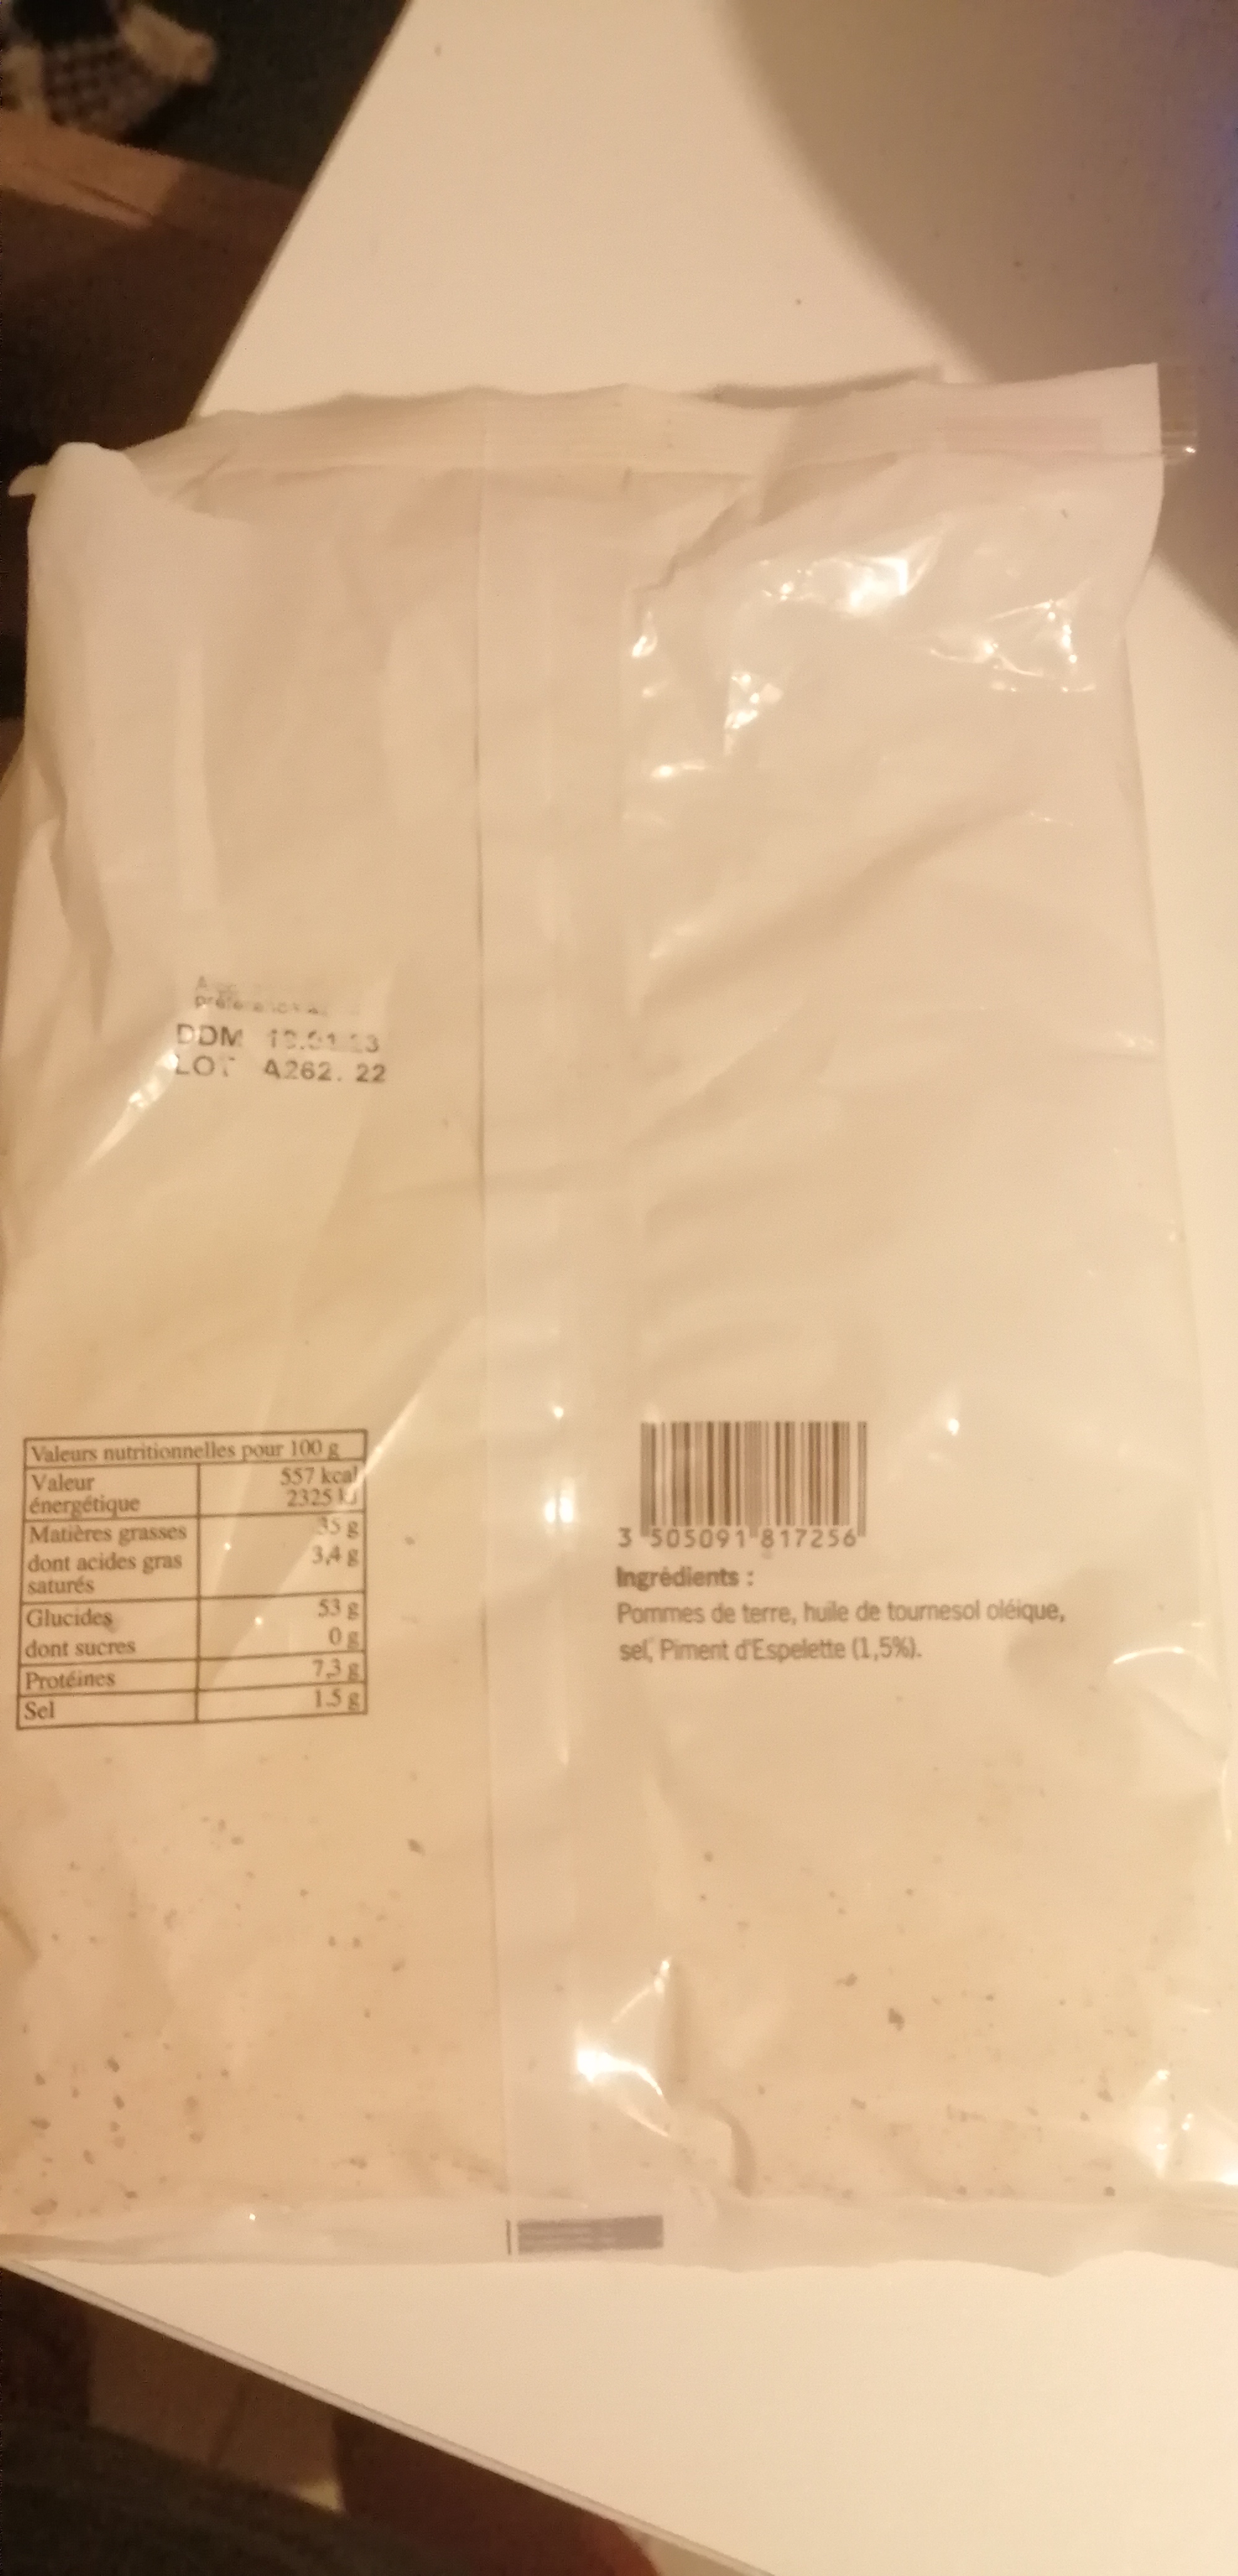 DDM
LOT A262. 22
Valeurs nutritionnelles pour 100 g
Valeur énergétique 557 kcal
2325 kJ
Matières grasses 35 g
dont acides gras saturés 3,4 g
Glucides 53 g
dont sucres 0 g
Protéines 7,3 g
Sel 1.5 g
3 505091 817256
Ingrédients :
Pommes de terre, huile de tournesol oléique,
sel, Piment d'Espelette (1,5%).